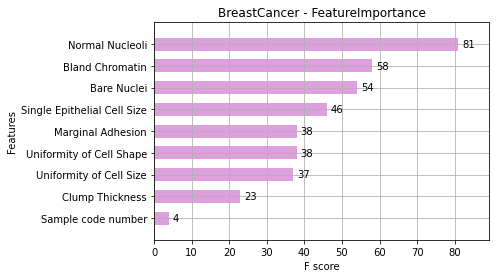 BreastCancer - FeatureImportance
Features
Normal Nucleoli 81
Bland Chromatin 58
Bare Nuclei 54
Single Epithelial Cell Size 46
Marginal Adhesion 38
Uniformity of Cell Shape 38
Uniformity of Cell Size 37
Clump Thickness 23
Sample code number 4
0 10 20 30 40 50 60 70 80
F score